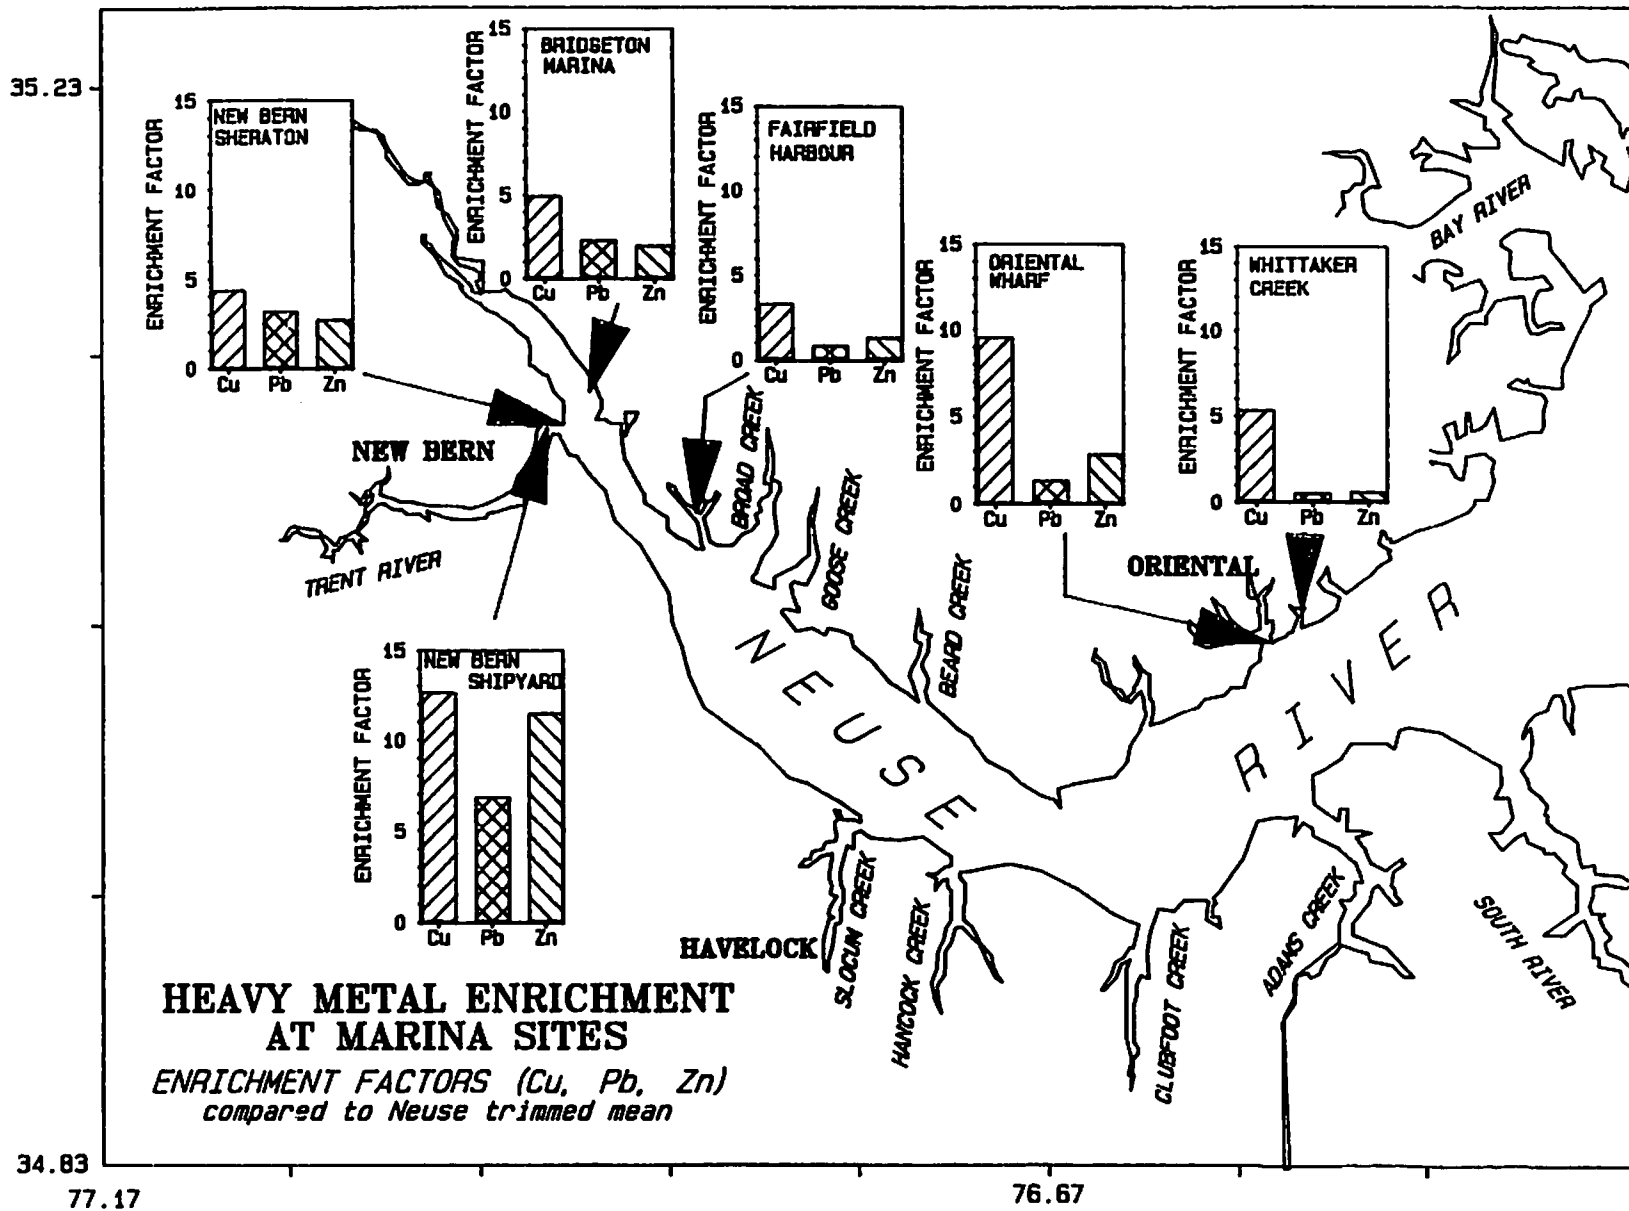 35.23
34.83
77.17
76.67
ENRICHMENT FACTOR
15
10
5
0
NEW BERN
SHERATON
Cu Pb Zn
ENRICHMENT FACTOR
15
10
5
0
BRIDGETON
MARINA
Cu Pb Zn
ENRICHMENT FACTOR
15
10
5
0
FAIRFIELD
HARBOUR
Cu Pb Zn
ENRICHMENT FACTOR
15
10
5
0
ORIENTAL
WHARF
Cu Pb Zn
ENRICHMENT FACTOR
15
10
5
0
WHITTAKER
CREEK
Cu Pb Zn
ENRICHMENT FACTOR
15
10
5
0
NEW BERN
SHIPYARD
Cu Pb Zn
BAY RIVER
NEW BERN
TRENT RIVER
BROAD CREEK
GOOSE CREEK
BEARD CREEK
ORIENTAL
NEUSE RIVER
HAVELOCK
SLOCUM CREEK
HANCOCK CREEK
CLUBFOOT CREEK
ADAMS CREEK
SOUTH RIVER
HEAVY METAL ENRICHMENT
AT MARINA SITES
ENRICHMENT FACTORS (Cu, Pb, Zn)
compared to Neuse trimmed mean